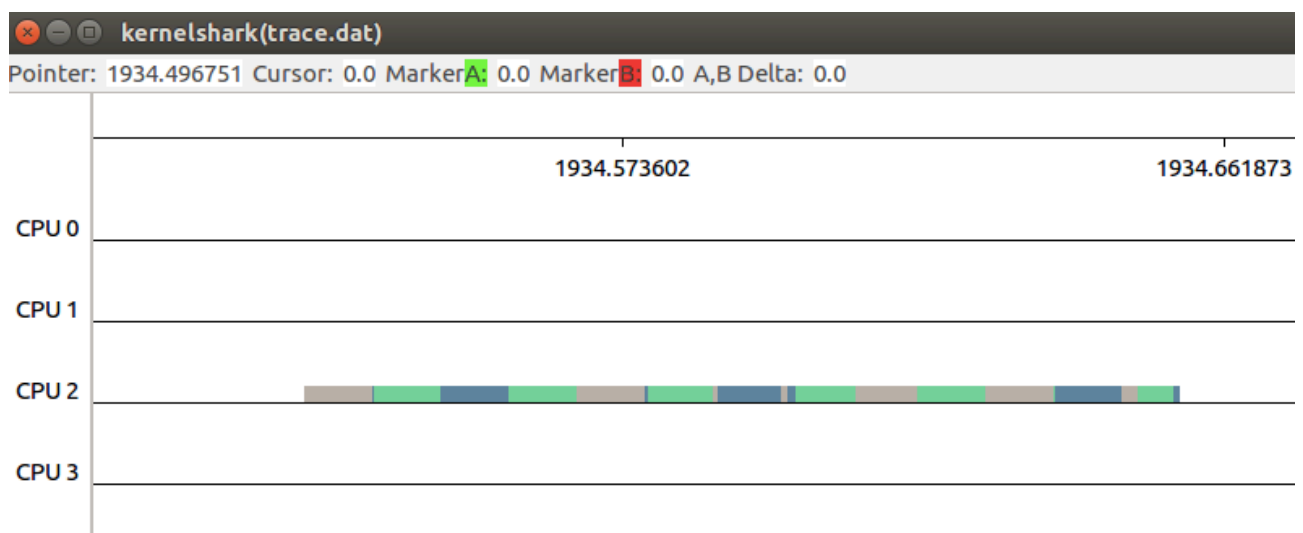 kernelshark(trace.dat)
Pointer: 1934.496751 Cursor: 0.0 MarkerA: 0.0 MarkerB: 0.0 A,B Delta: 0.0
1934.573602 1934.661873
CPU 0
CPU 1
CPU 2
CPU 3